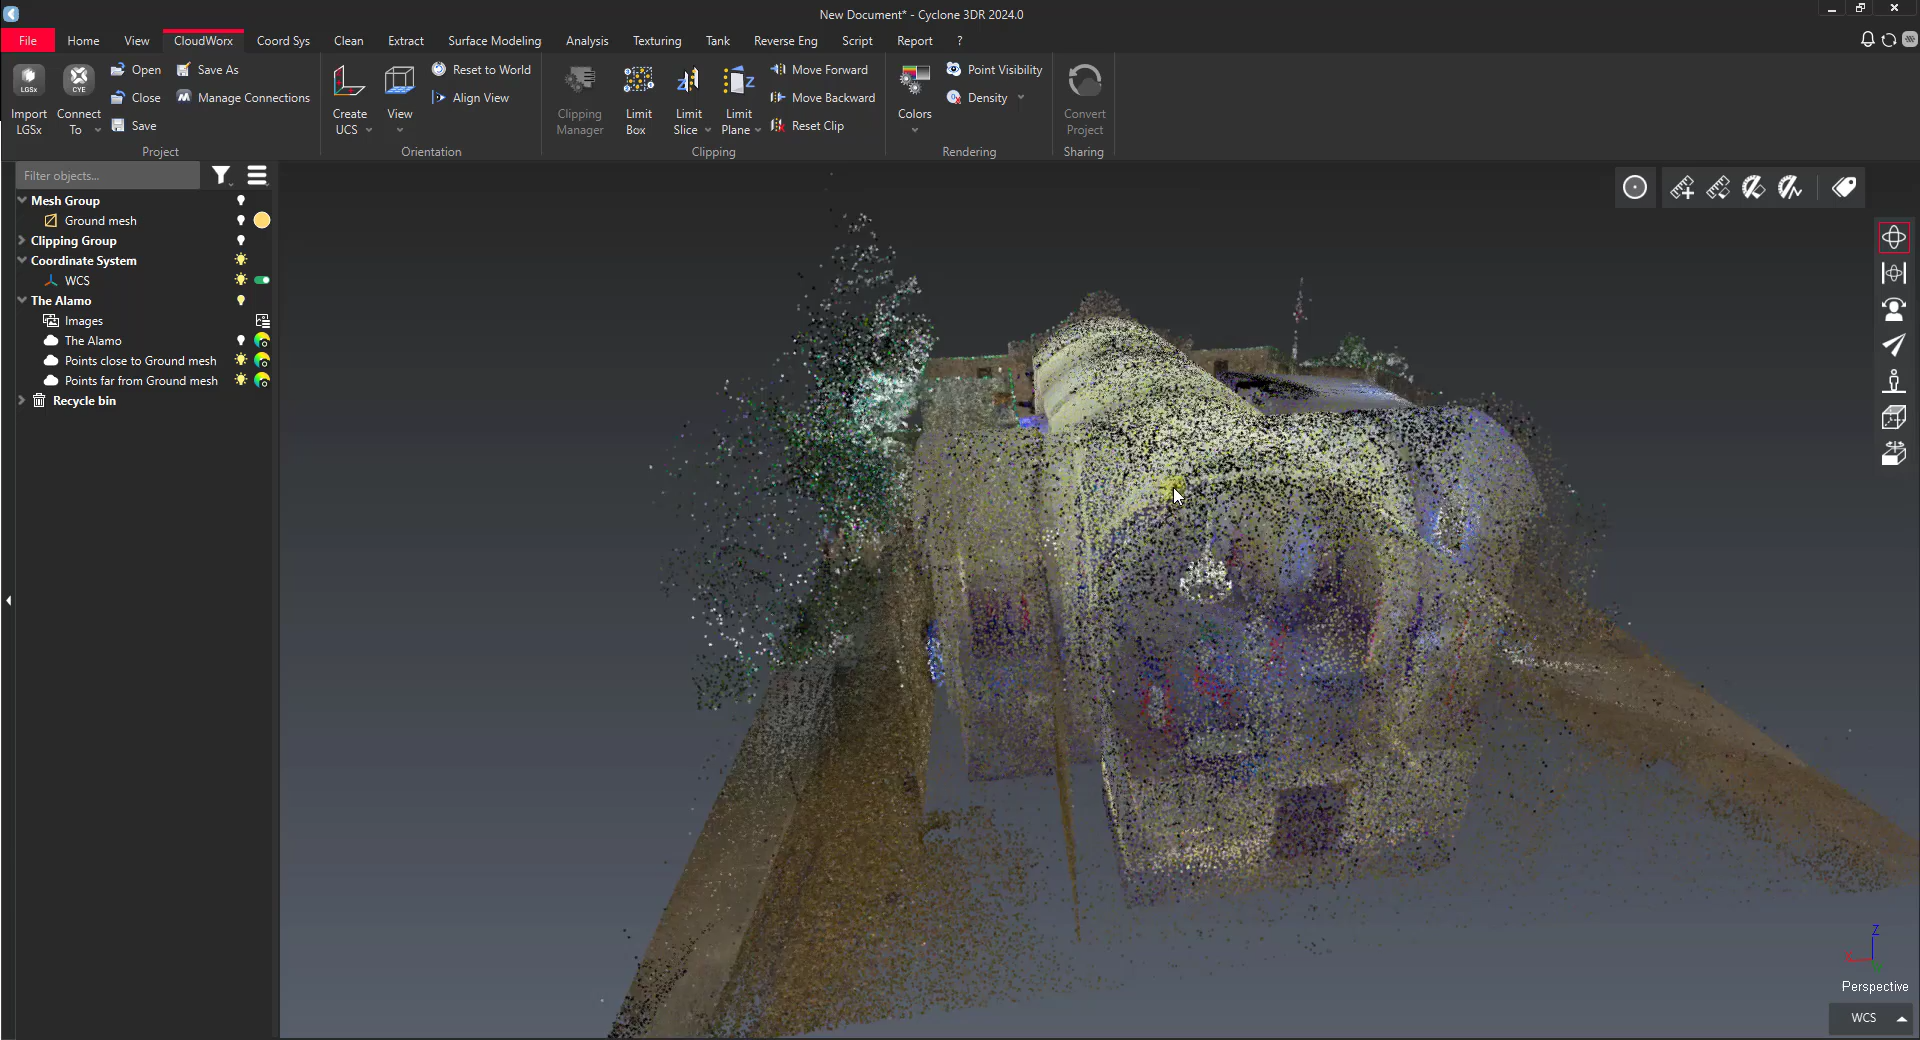 New Document* - Cyclone 3DR 2024.0
File Home View CloudWorx Coord Sys Clean Extract Surface Modeling Analysis Texturing Tank Reverse Eng Script Report ?
LGSx
CYE
Import
LGSx
Connect
To
Open
Close
Save
Save As
Manage Connections
Project
Create
UCS
View
Reset to World
Align View
Orientation
Clipping
Manager
Limit
Box
Limit
Slice
Limit
Plane
Move Forward
Move Backward
Reset Clip
Clipping
Colors
Point Visibility
Density
Rendering
Convert
Project
Sharing
Filter objects...
Mesh Group
Ground mesh
Clipping Group
Coordinate System
WCS
The Alamo
Images
The Alamo
Points close to Ground mesh
Points far from Ground mesh
Recycle bin
Z
X
Perspective
WCS